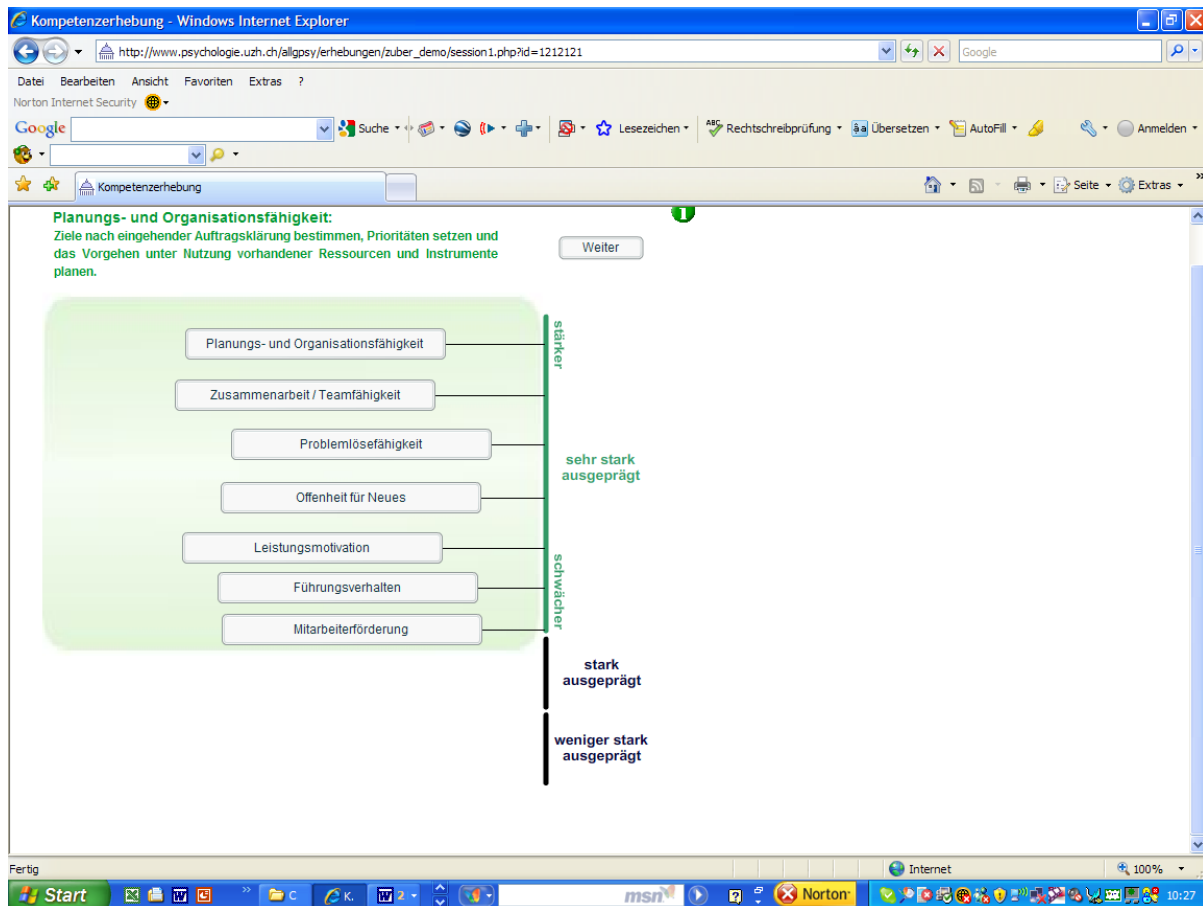 Kompetenzerhebung - Windows Internet Explorer
http://www.psychologie.uzh.ch/allgpsy/erhebungen/zuber_demo/session1.php?id=1212121
Google
Datei Bearbeiten Ansicht Favoriten Extras ?
Norton Internet Security
Google Suche Lesezeichen Rechtschreibprüfung Übersetzen AutoFill Anmelden
Kompetenzerhebung Seite Extras
Planungs- und Organisationsfähigkeit:
Ziele nach eingehender Auftragsklärung bestimmen, Prioritäten setzen und
das Vorgehen unter Nutzung vorhandener Ressourcen und Instrumente
planen.
Weiter
stärker
Planungs- und Organisationsfähigkeit
Zusammenarbeit / Teamfähigkeit
Problemlösefähigkeit
sehr stark
ausgeprägt
Offenheit für Neues
Leistungsmotivation
schwächer
Führungsverhalten
Mitarbeiterförderung
stark
ausgeprägt
weniger stark
ausgeprägt
Fertig Internet 100%
Start C K. 2 msn Norton 10:27